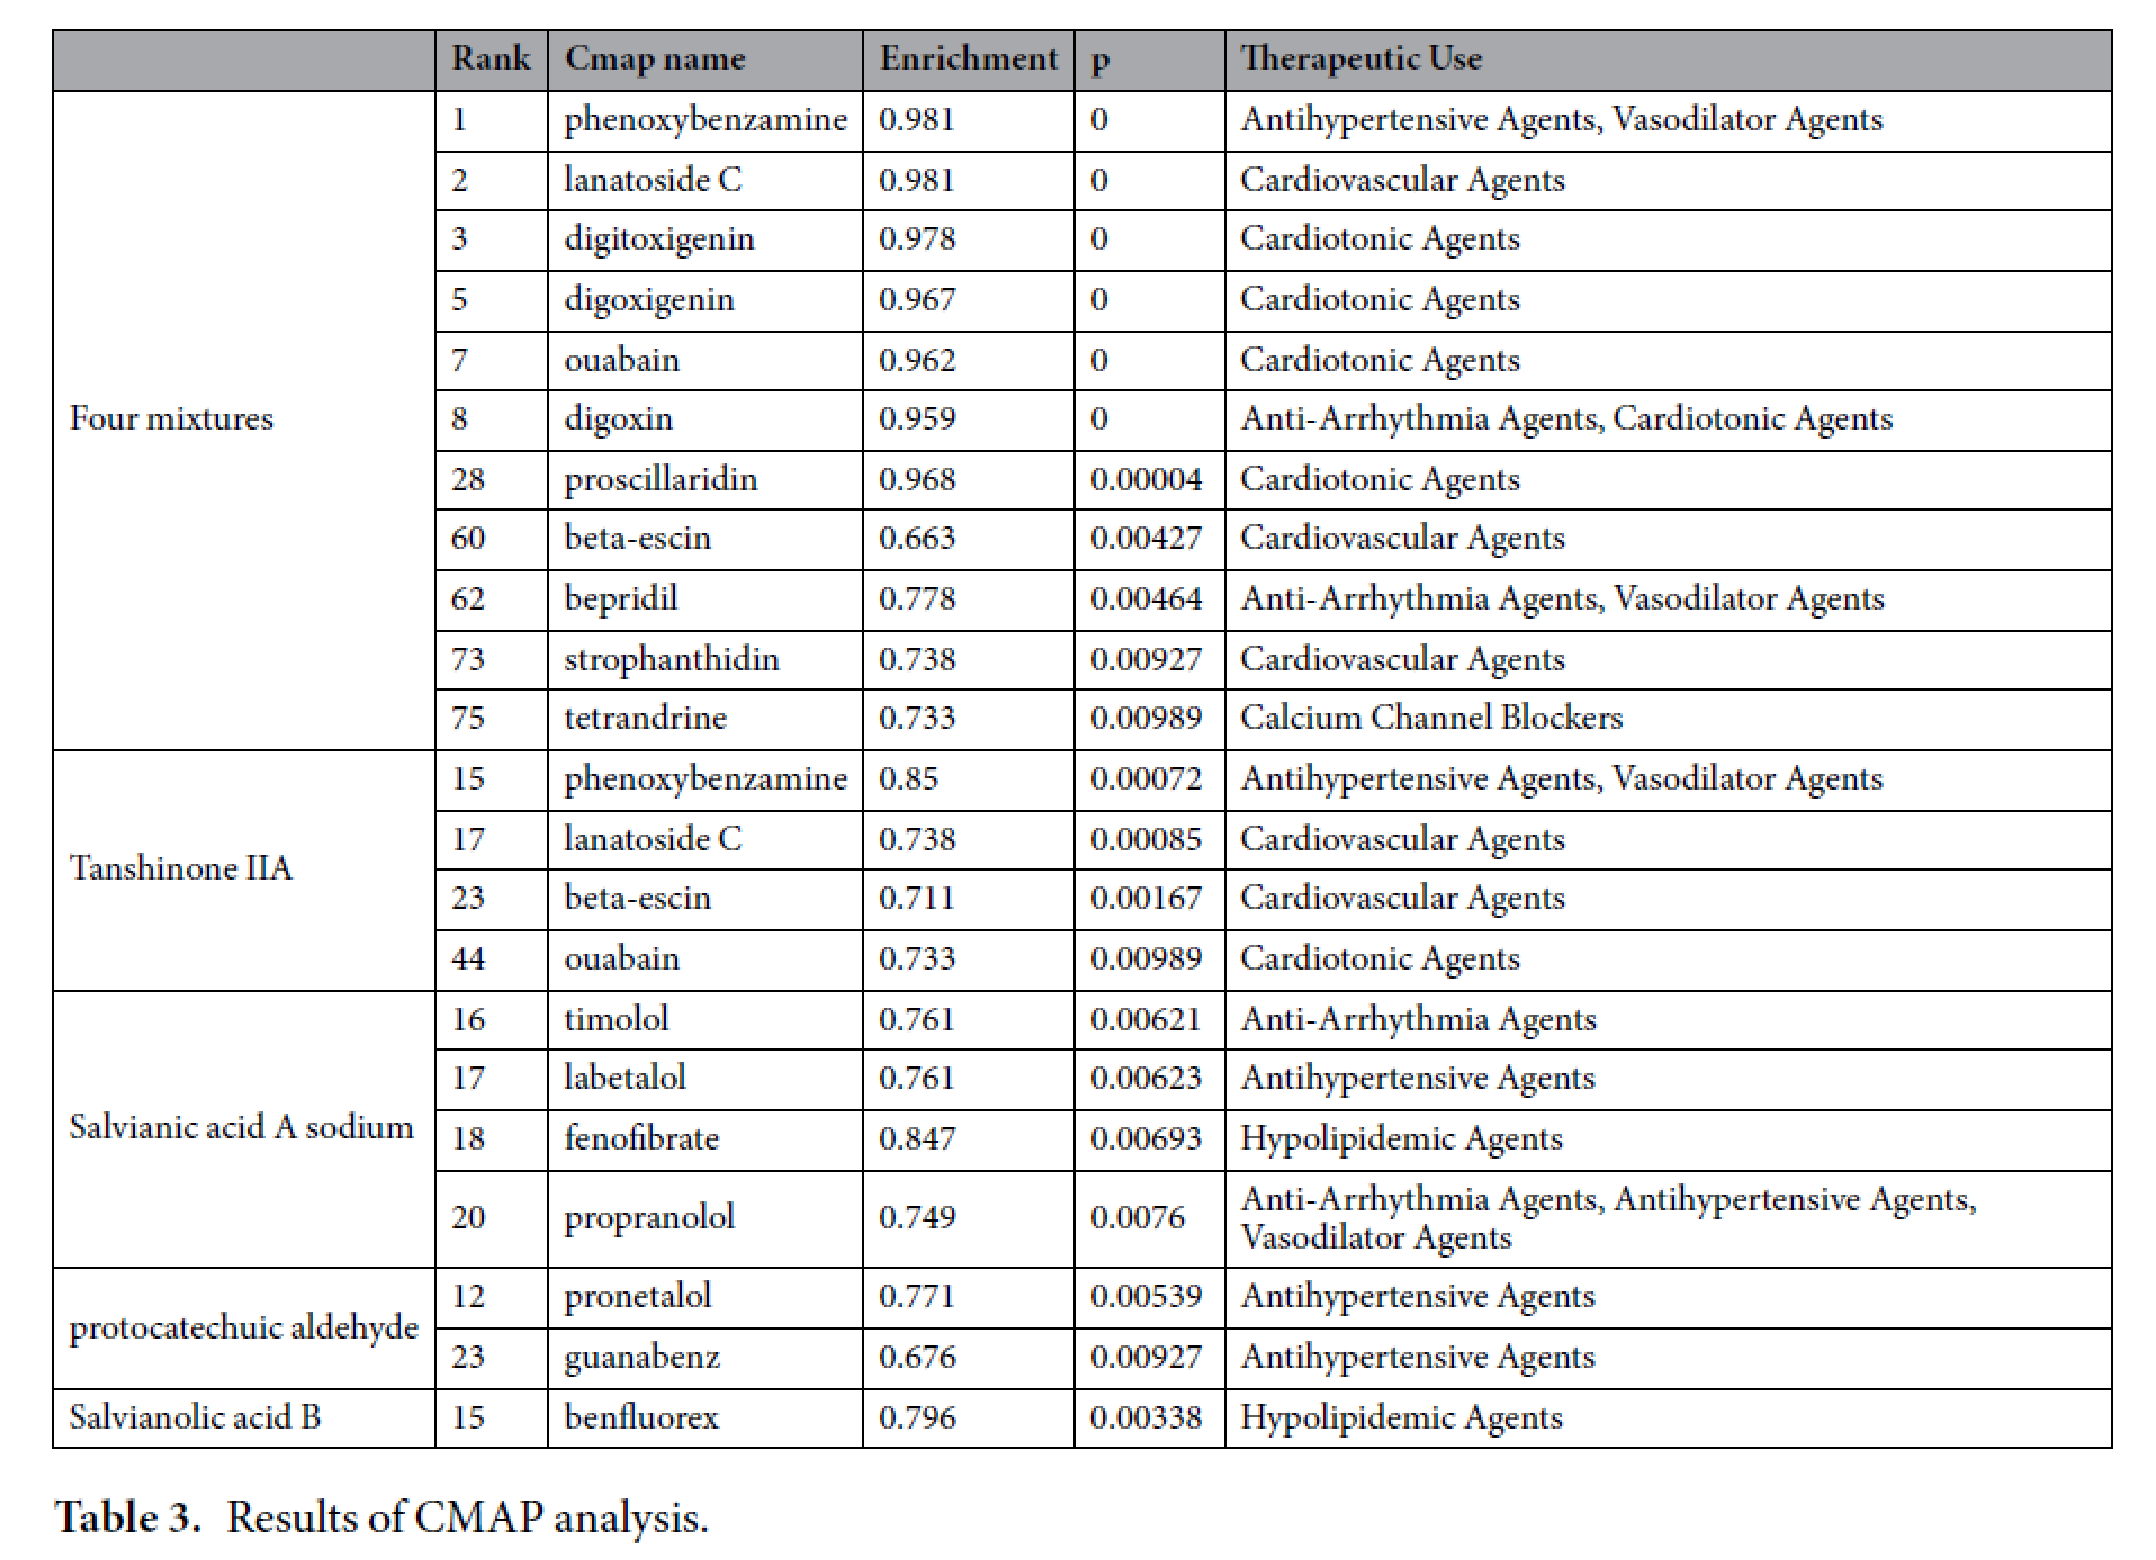 Rank Cmap name Enrichment p Therapeutic Use
Four mixtures
1 phenoxybenzamine 0.981 0 Antihypertensive Agents, Vasodilator Agents
2 lanatoside C 0.981 0 Cardiovascular Agents
3 digitoxigenin 0.978 0 Cardiotonic Agents
5 digoxigenin 0.967 0 Cardiotonic Agents
7 ouabain 0.962 0 Cardiotonic Agents
8 digoxin 0.959 0 Anti-Arrhythmia Agents, Cardiotonic Agents
28 proscillaridin 0.968 0.00004 Cardiotonic Agents
60 beta-escin 0.663 0.00427 Cardiovascular Agents
62 bepridil 0.778 0.00464 Anti-Arrhythmia Agents, Vasodilator Agents
73 strophanthidin 0.738 0.00927 Cardiovascular Agents
75 tetrandrine 0.733 0.00989 Calcium Channel Blockers
Tanshinone IIA
15 phenoxybenzamine 0.85 0.00072 Antihypertensive Agents, Vasodilator Agents
17 lanatoside C 0.738 0.00085 Cardiovascular Agents
23 beta-escin 0.711 0.00167 Cardiovascular Agents
44 ouabain 0.733 0.00989 Cardiotonic Agents
Salvianic acid A sodium
16 timolol 0.761 0.00621 Anti-Arrhythmia Agents
17 labetalol 0.761 0.00623 Antihypertensive Agents
18 fenofibrate 0.847 0.00693 Hypolipidemic Agents
20 propranolol 0.749 0.0076 Anti-Arrhythmia Agents, Antihypertensive Agents,
Vasodilator Agents
protocatechuic aldehyde
12 pronetalol 0.771 0.00539 Antihypertensive Agents
23 guanabenz 0.676 0.00927 Antihypertensive Agents
Salvianolic acid B
15 benfluorex 0.796 0.00338 Hypolipidemic Agents
Table 3. Results of CMAP analysis.